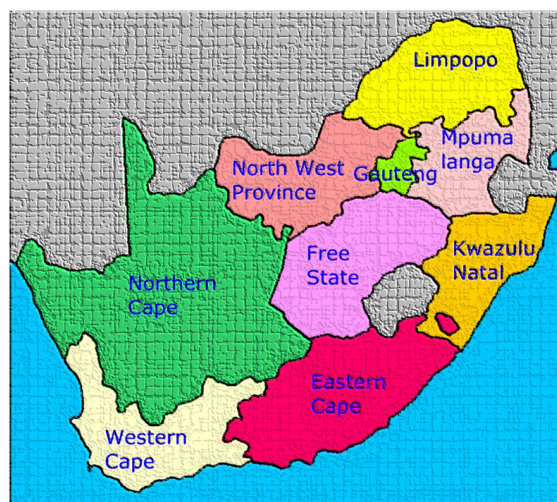 Limpopo
Mpuma
langa
North West
Province
Gauteng
Free
State
Kwazulu
Natal
Northern
Cape
Eastern
Cape
Western
Cape